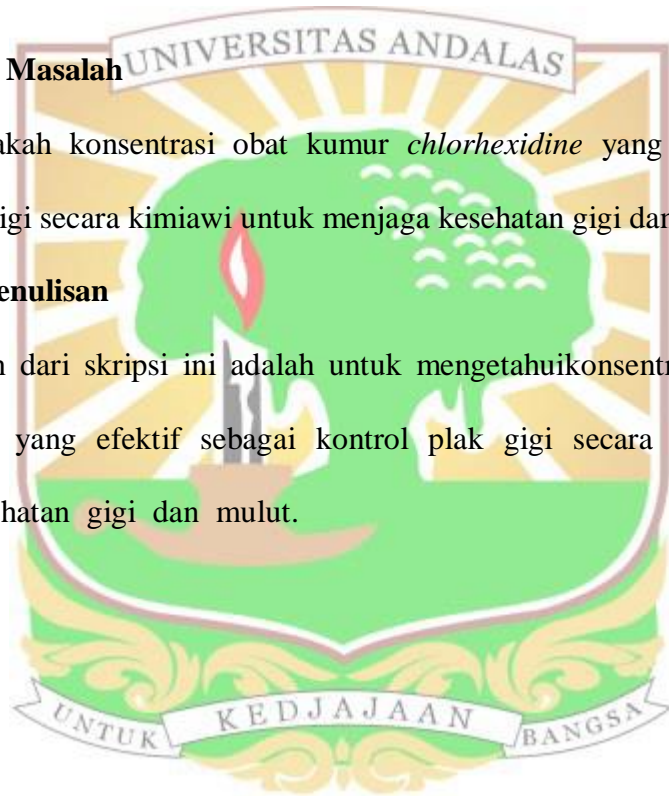 UNIVERSITAS ANDALAS
Masalah
akah konsentrasi obat kumur chlorhexidine yang
gigi secara kimiawi untuk menjaga kesehatan gigi dan
enulisan
n dari skripsi ini adalah untuk mengetahuikonsentr
yang efektif sebagai kontrol plak gigi secara
hatan gigi dan mulut.
UNTUK KEDJAJAAN BANGSA